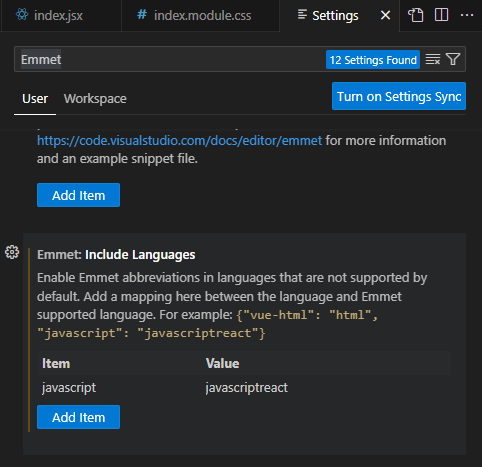 index.jsx
# index.module.css
Settings
Emmet
12 Settings Found
User
Workspace
Turn on Settings Sync
https://code.visualstudio.com/docs/editor/emmet for more information
and an example snippet file.
Add Item
Emmet: Include Languages
Enable Emmet abbreviations in languages that are not supported by
default. Add a mapping here between the language and Emmet
supported language. For example: {"vue-html": "html",
"javascript": "javascriptreact"}
Item Value
javascript javascriptreact
Add Item